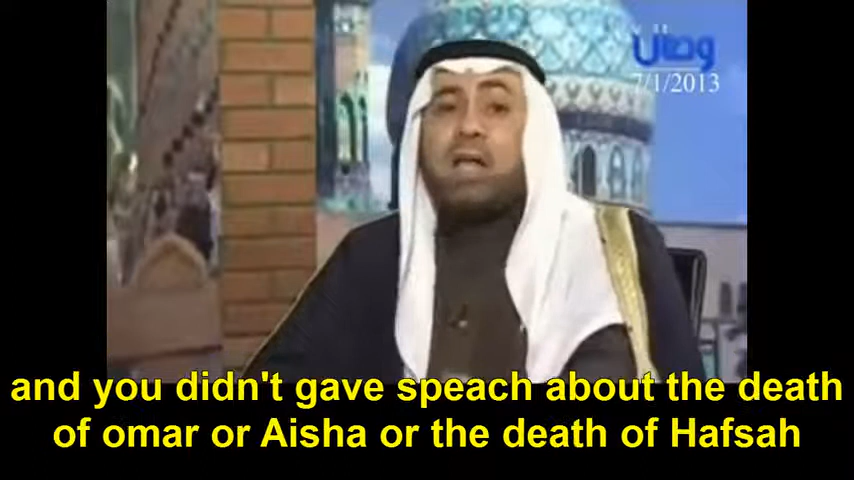 وصال
7/1/2013
and you didn't gave speach about the death
of omar or Aisha or the death of Hafsah